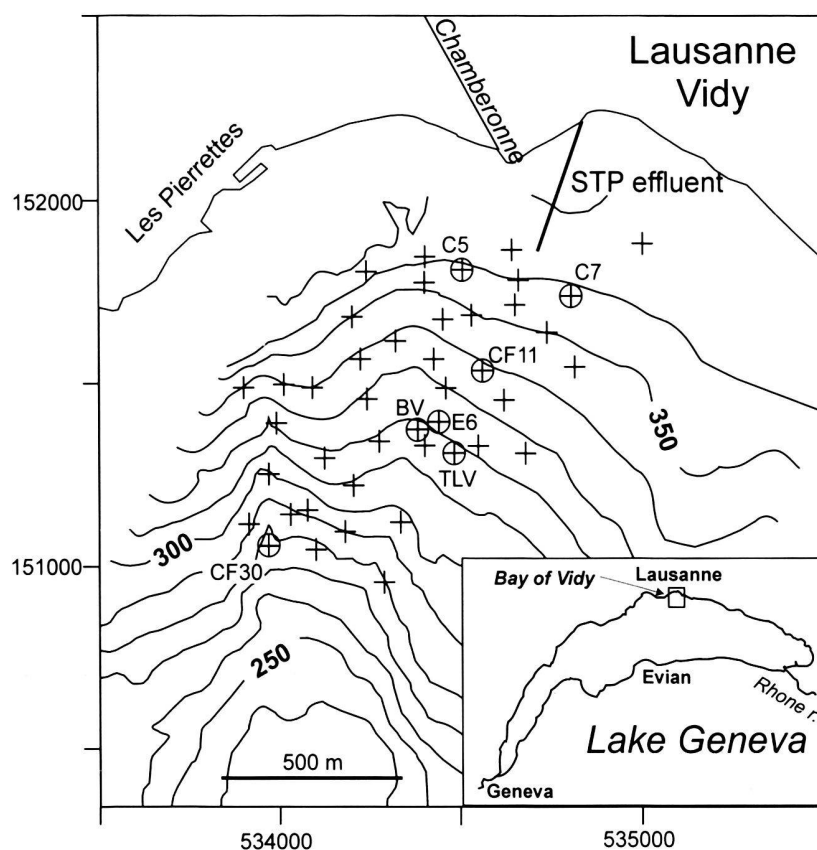 Lausanne
Vidy
Chamberonne
Les Pierrettes
STP effluent
152000
C5
C7
CF11
350
BV
E6
TLV
300
151000
CF30
250
500 m
534000
535000
Bay of Vidy
Lausanne
Evian
Rhone r.
Lake Geneva
Geneva